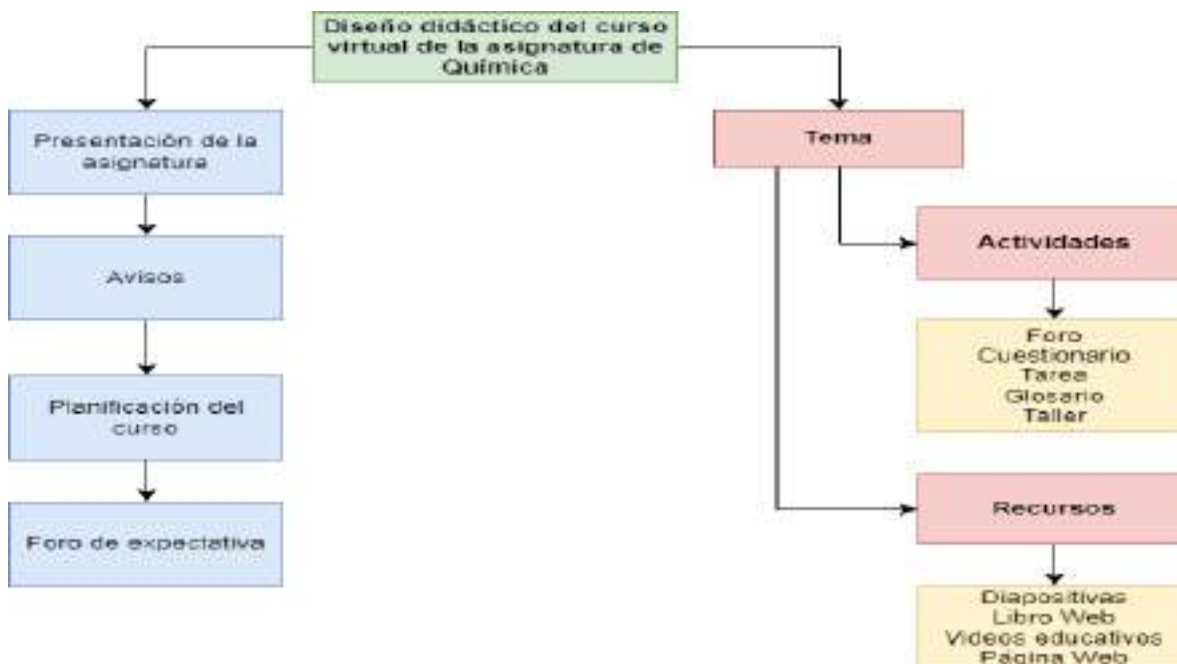 Diseño didáctico del curso
virtual de la asignatura de
Química
Presentación de la
asignatura
Avisos
Planificación del
curso
Foro de expectativa
Tema
Actividades
Foro
Cuestionario
Tarea
Glosario
Taller
Recursos
Diapositivas
Libro Web
Videos educativos
Página Web